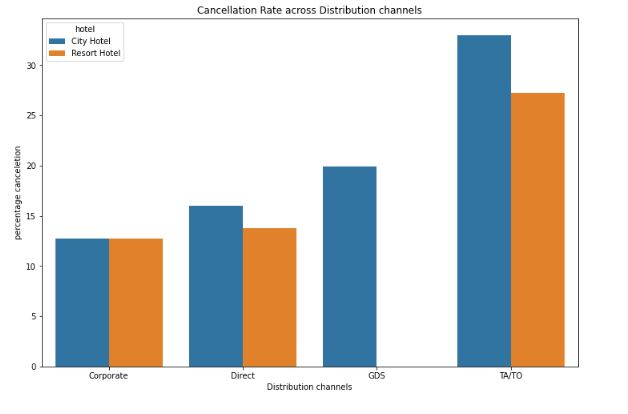 Cancellation Rate across Distribution channels
hotel
City Hotel
Resort Hotel
percentage canceletion
30
25
20
15
10
5
0
Corporate
Direct
GDS
TA/TO
Distribution channels